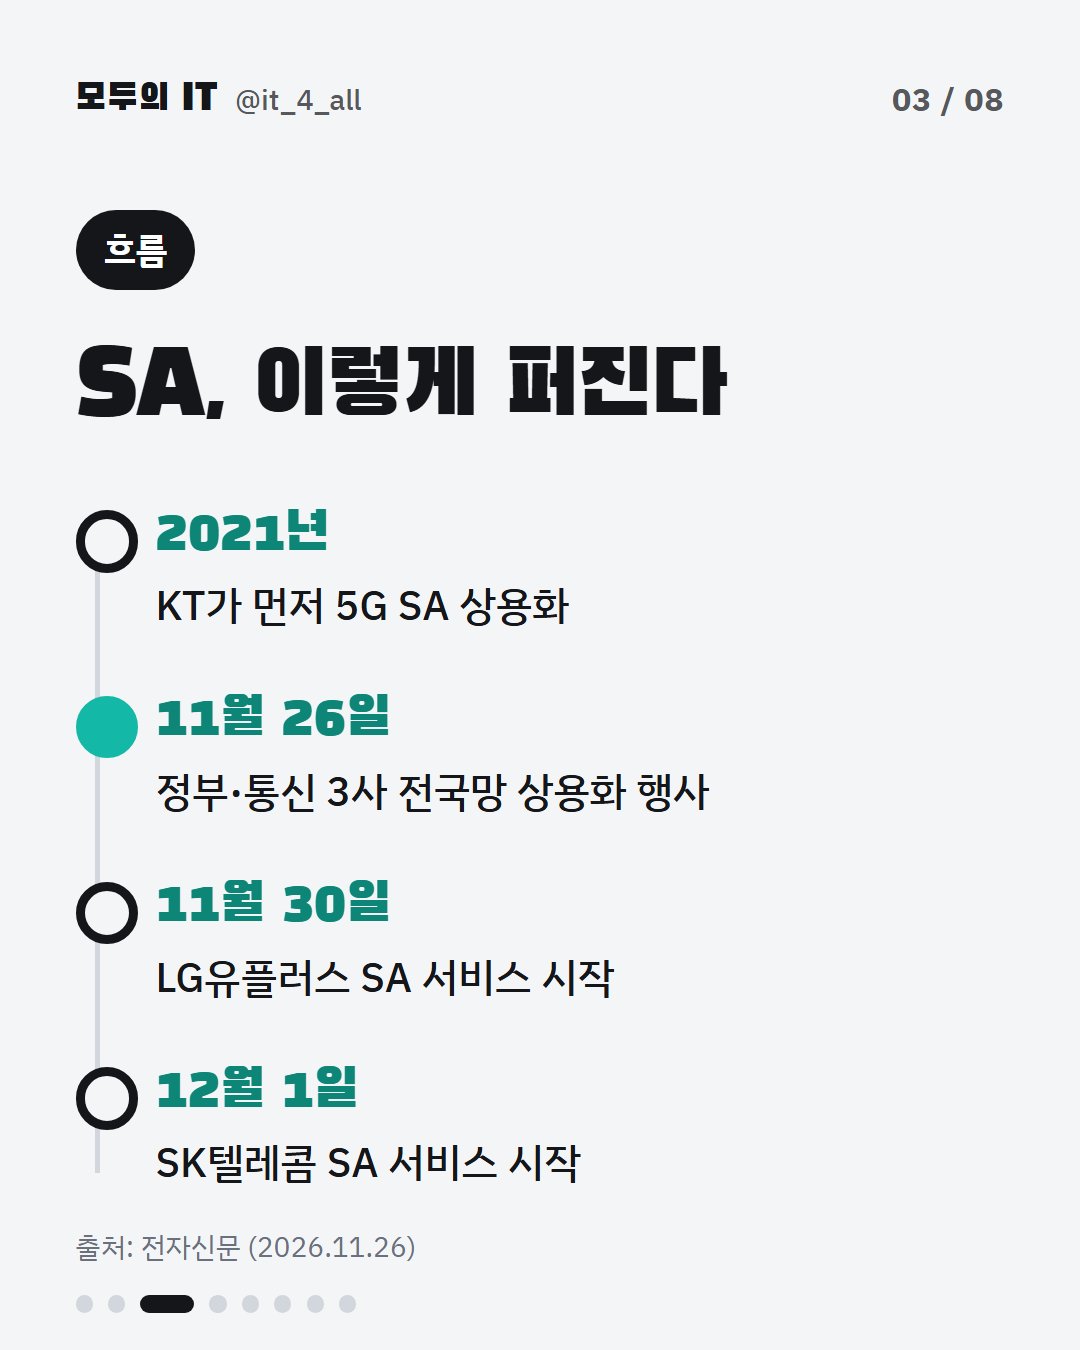 모두의 IT @it_4_all
03 / 08
흐름
SA, 이렇게 퍼진다
2021년
KT가 먼저 5G SA 상용화
11월 26일
정부·통신 3사 전국망 상용화 행사
11월 30일
LG유플러스 SA 서비스 시작
12월 1일
SK텔레콤 SA 서비스 시작
출처: 전자신문 (2026.11.26)